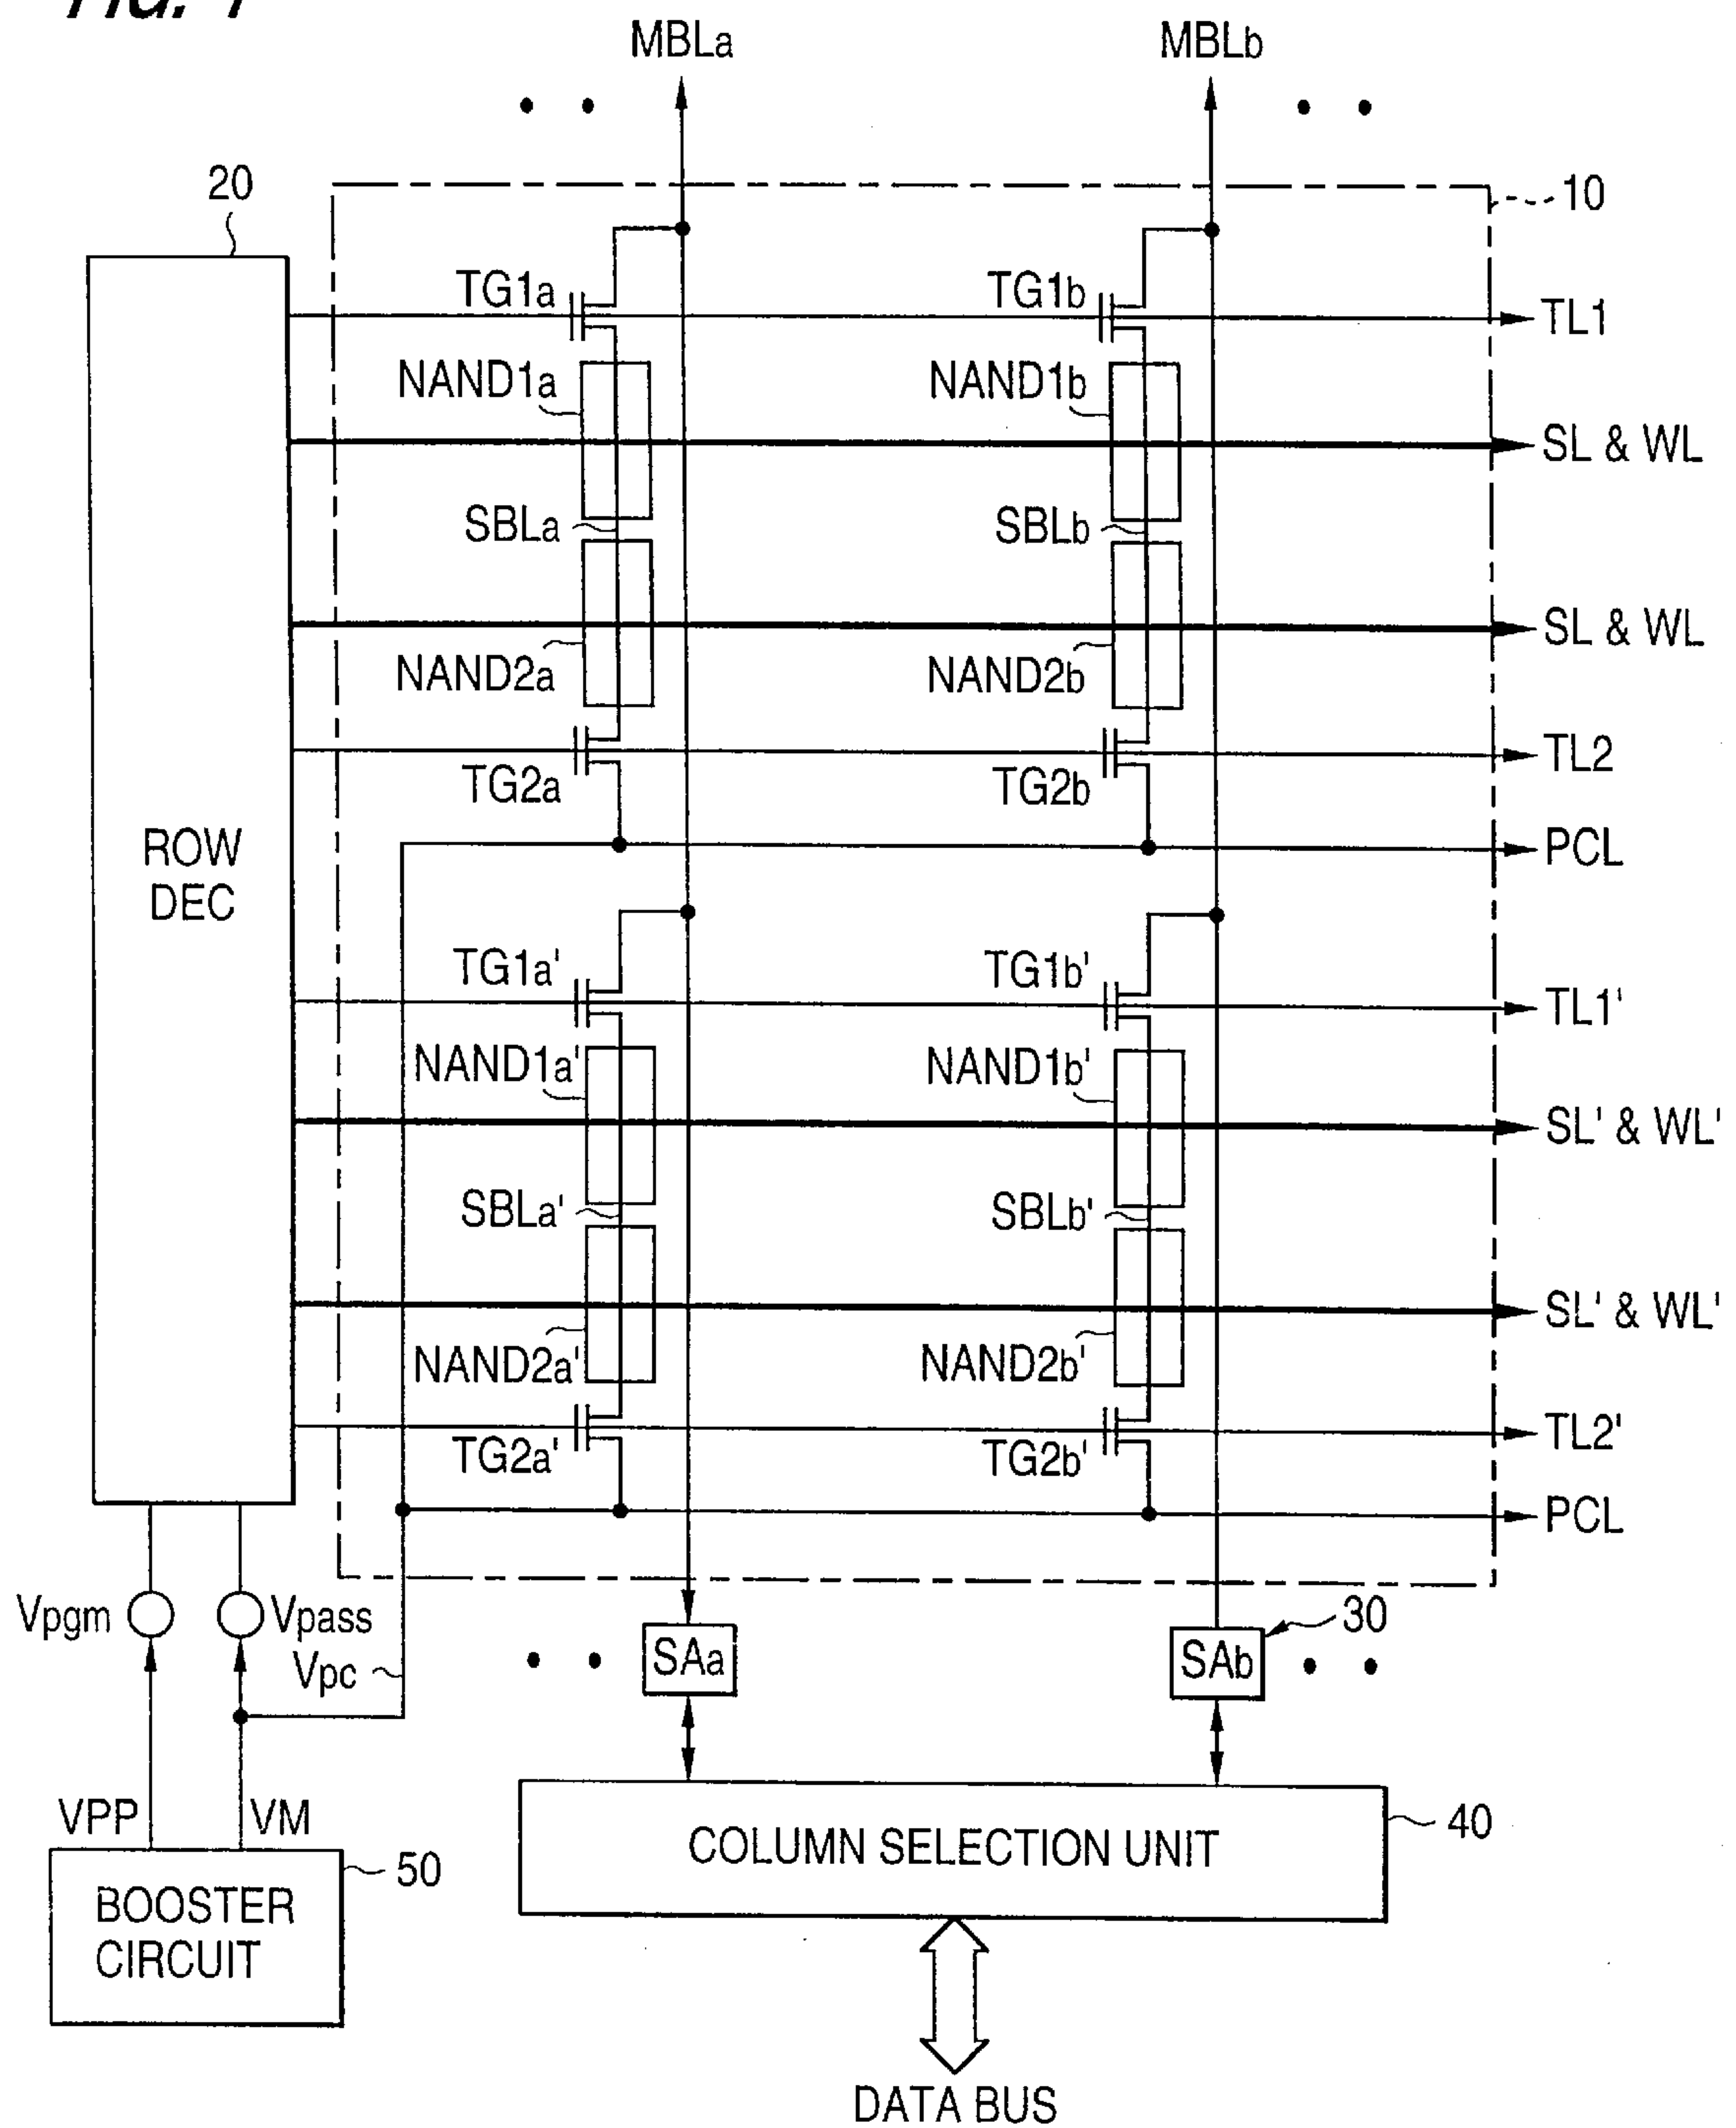 FIG. 1
MBLa
MBLb
20
10
TG1a
TG1b
TL1
NAND1a
NAND1b
SL & WL
SBLa
SBLb
SL & WL
NAND2a
NAND2b
TL2
TG2a
TG2b
ROW
DEC
PCL
TG1a'
TG1b'
TL1'
NAND1a'
NAND1b'
SL' & WL'
SBLa'
SBLb'
SL' & WL'
NAND2a'
NAND2b'
TL2'
TG2a'
TG2b'
PCL
Vpgm
Vpass
Vpc
SAa
SAb
30
VPP
VM
COLUMN SELECTION UNIT
40
50
BOOSTER
CIRCUIT
DATA BUS